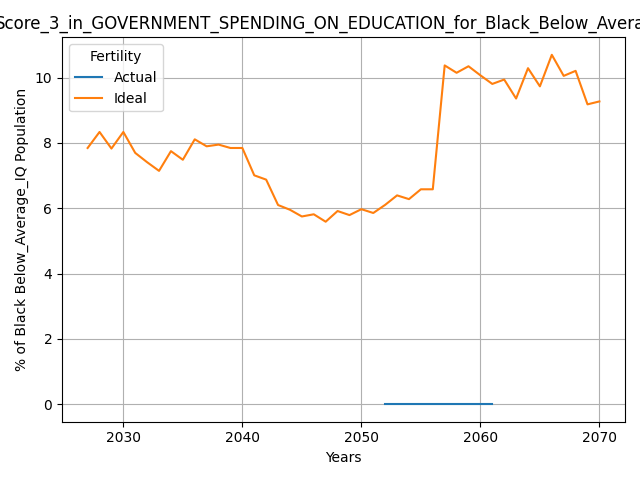 Score_3_in_GOVERNMENT_SPENDING_ON_EDUCATION_for_Black_Below_Avera
Fertility
Actual
Ideal
% of Black Below_Average_IQ Population
10
8
6
4
2
0
2030 2040 2050 2060 2070
Years